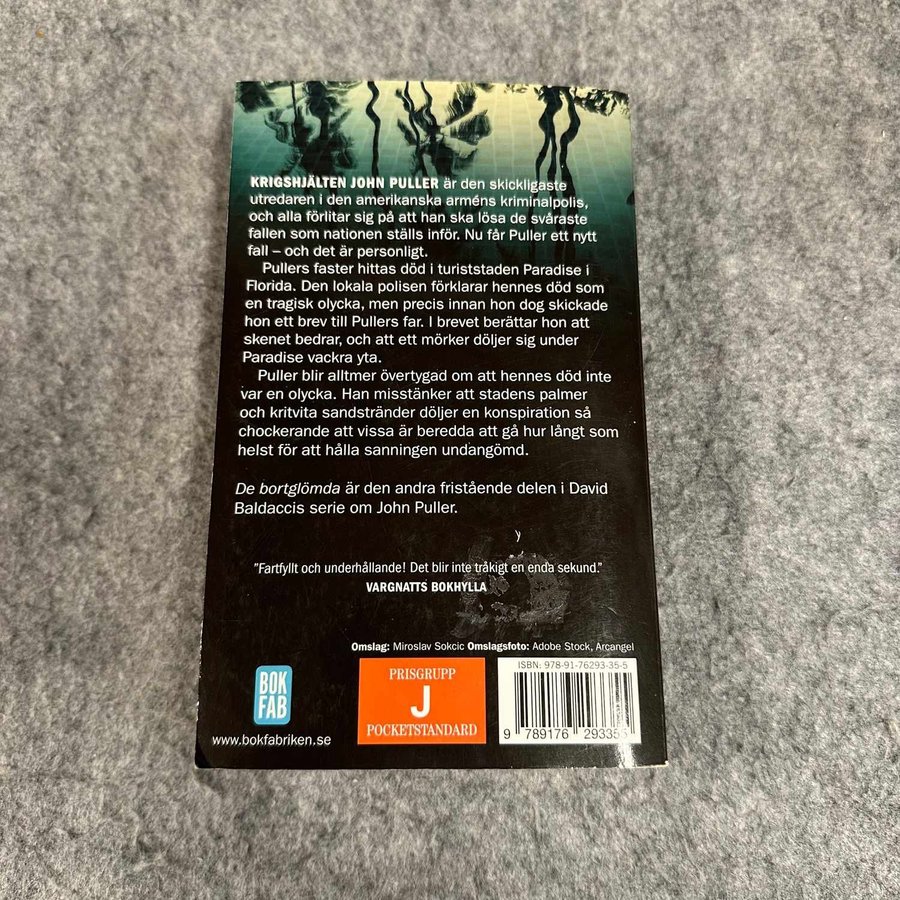 KRIGSHJÄLTEN JOHN PULLER är den skickligaste
utredaren i den amerikanska arméns kriminalpolis,
och alla förlitar sig på att han ska lösa de svåraste
fallen som nationen ställs inför. Nu får Puller ett nytt
fall – och det är personligt.
Pullers faster hittas död i turiststaden Paradise i
Florida. Den lokala polisen förklarar hennes död som
en tragisk olycka, men precis innan hon dog skickade
hon ett brev till Pullers far. I brevet berättar hon att
skenet bedrar, och att ett mörker döljer sig under
Paradise vackra yta.
Puller blir alltmer övertygad om att hennes död inte
var en olycka. Han misstänker att stadens palmer
och kritvita sandstränder döljer en konspiration så
chockerande att vissa är beredda att gå hur långt som
helst för att hålla sanningen undangömd.
De bortglömda är den andra fristående delen i David
Baldaccis serie om John Puller.
"Fartfyllt och underhållande! Det blir inte tråkigt en enda sekund."
VARGNATTS BOKHYLLA
Omslag: Miroslav Sokcic Omslagsfoto: Adobe Stock, Arcangel
BOK
FAB
www.bokfabriken.se
PRISGRUPP
J
POCKETSTANDARD
ISBN: 978-91-76293-35-5
9 789176 293355